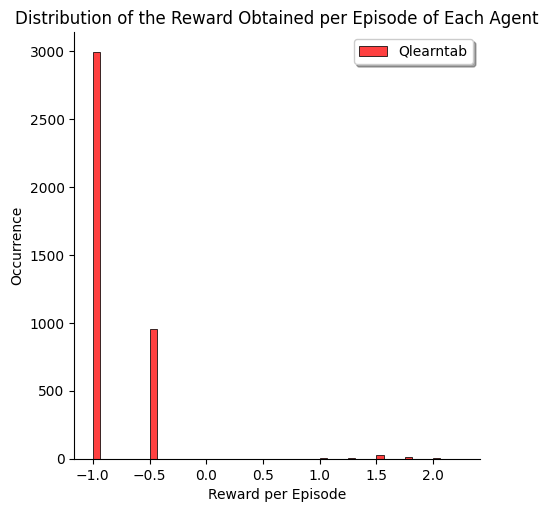 Distribution of the Reward Obtained per Episode of Each Agent
Qlearntab
3000
2500
2000
1500
1000
500
0
Occurrence
−1.0 −0.5 0.0 0.5 1.0 1.5 2.0
Reward per Episode